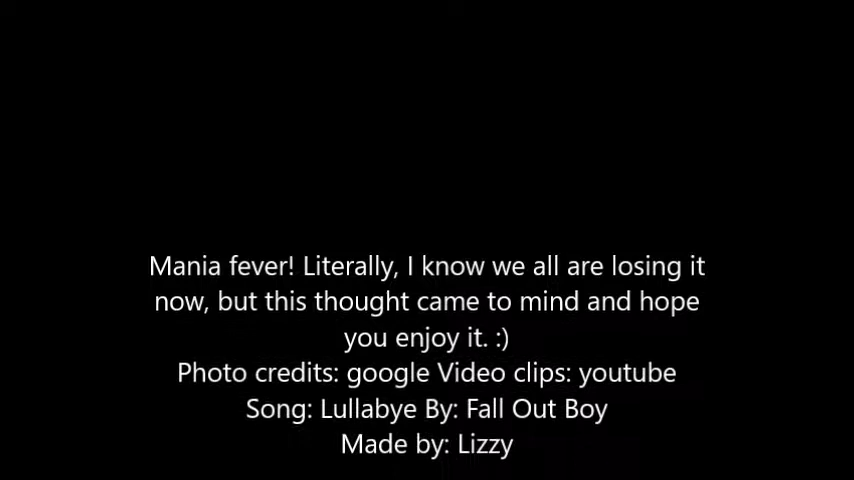 Mania fever! Literally, I know we all are losing it
now, but this thought came to mind and hope
you enjoy it. :)
Photo credits: google Video clips: youtube
Song: Lullabye By: Fall Out Boy
Made by: Lizzy